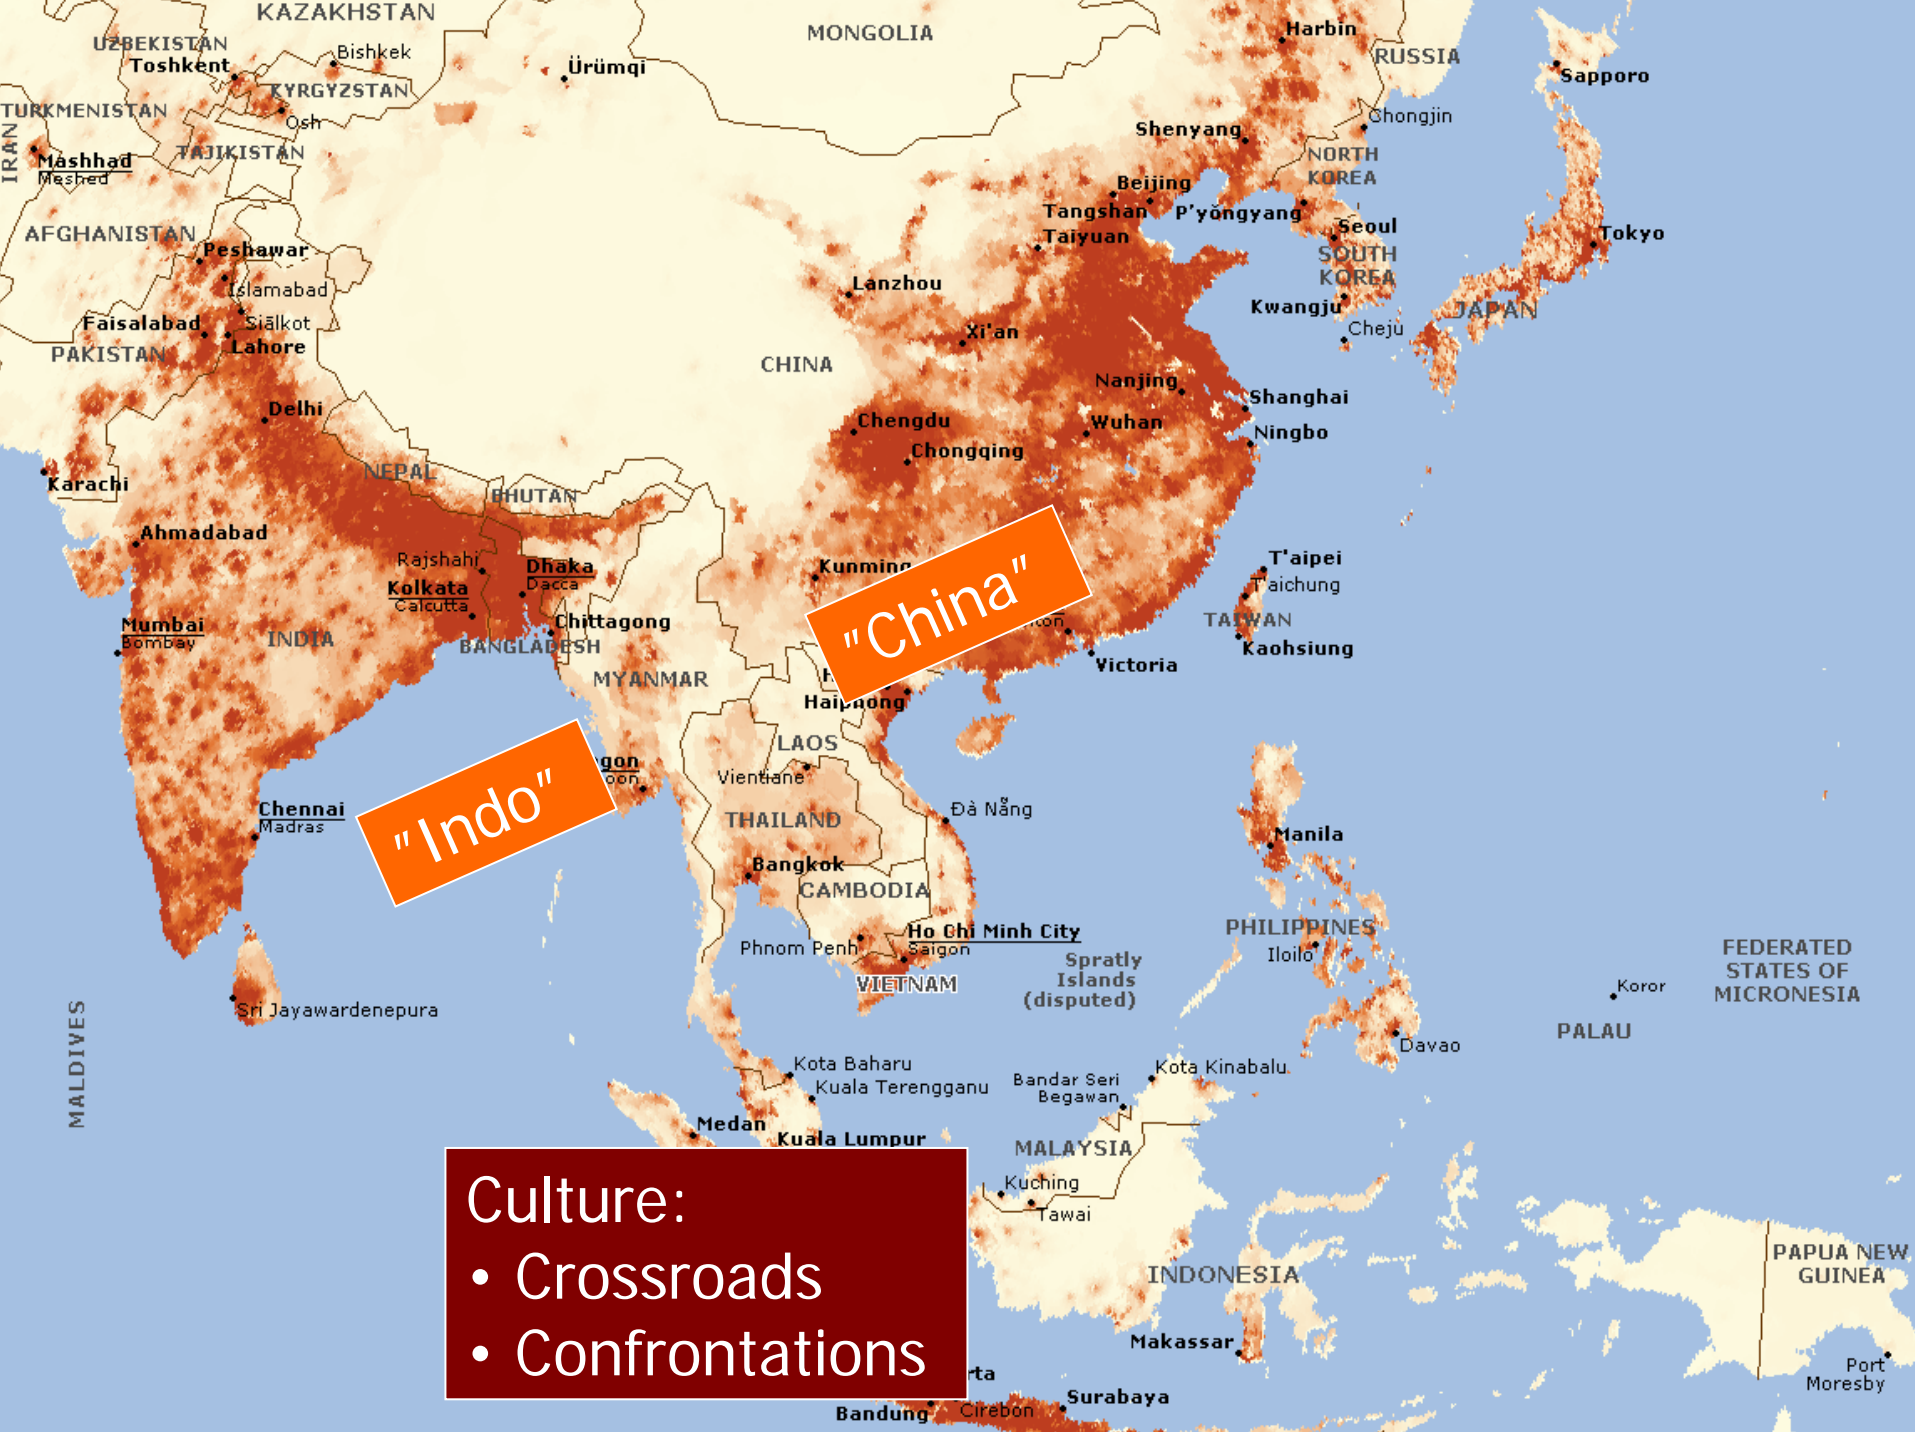 KAZAKHSTAN
MONGOLIA
Harbin
UZBEKISTAN
Bishkek
RUSSIA
Toshkent
Ürümqi
Sapporo
KYRGYZSTAN
TURKMENISTAN
Osh
Chongjin
Shenyang
IRAN
TAJIKISTAN
NORTH
KOREA
Mashhad
Meshed
Beijing
Tangshan
P'yŏngyang
AFGHANISTAN
Taiyuan
Seoul
Tokyo
Peshawar
SOUTH
KOREA
Islamabad
Lanzhou
Kwangju
JAPAN
Faisalabad
Siālkot
Xi'an
Cheju
PAKISTAN
Lahore
CHINA
Nanjing
Shanghai
Delhi
Chengdu
Wuhan
Ningbo
Chongqing
NEPAL
Karachi
BHUTAN
Ahmadabad
Rajshahi
Dhaka
Dacca
Kunming
T'aipei
T'aichung
Kolkata
Calcutta
"China"
Mumbai
Bombay
INDIA
Chittagong
BANGLADESH
TAIWAN
Kaohsiung
Victoria
MYANMAR
Haiphong
LAOS
Vientiane
"Indo"
Chennai
Madras
THAILAND
Đà Nẵng
Manila
Bangkok
CAMBODIA
PHILIPPINES
Ho Chi Minh City
Saigon
Phnom Penh
Iloilo
Spratly
Islands
(disputed)
VIETNAM
FEDERATED
STATES OF
MICRONESIA
Koror
PALAU
Sri Jayawardenepura
MALDIVES
Davao
Kota Baharu
Kuala Terengganu
Kota Kinabalu
Bandar Seri
Begawan
Medan
Kuala Lumpur
MALAYSIA
Kuching
Tawai
Culture:
• Crossroads
• Confrontations
INDONESIA
PAPUA NEW
GUINEA
Makassar
Port
Moresby
Surabaya
Bandung
Cirebon